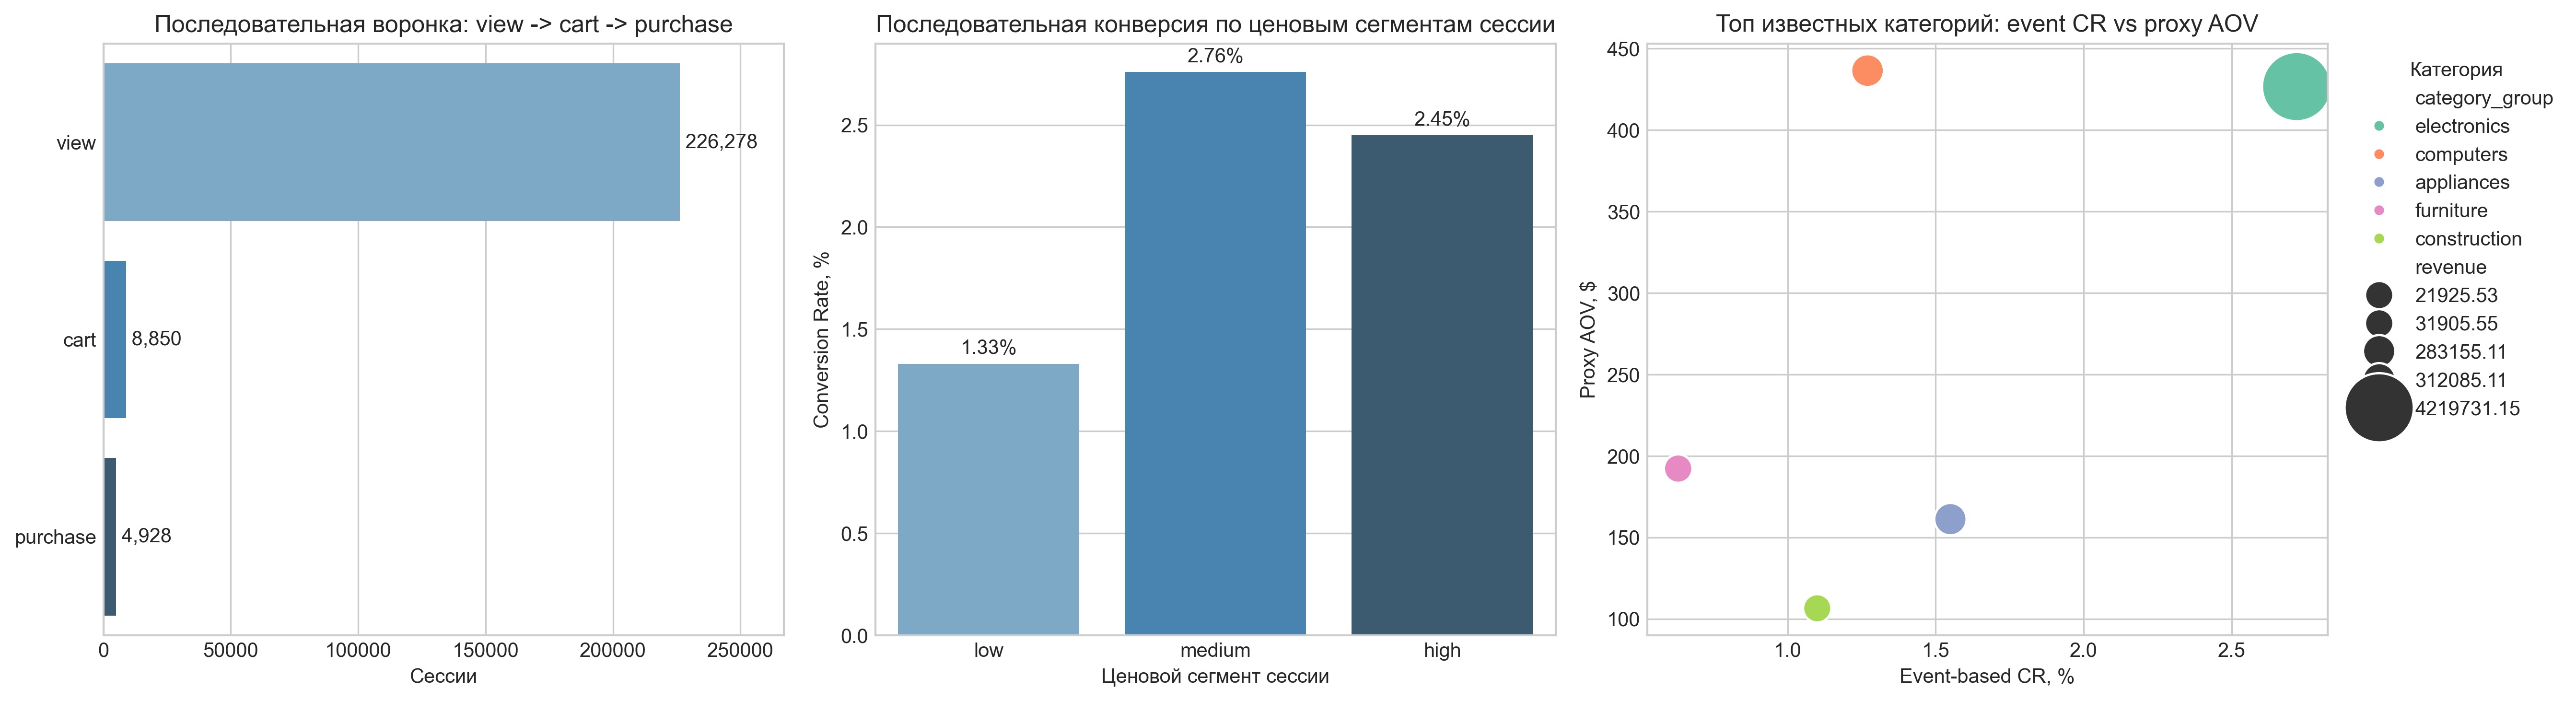 Последовательная воронка: view -> cart -> purchase
view
226,278
cart
8,850
purchase
4,928
0
50000
100000
150000
200000
250000
Сессии
Последовательная конверсия по ценовым сегментам сессии
Conversion Rate, %
2.5
2.0
1.5
1.0
0.5
0.0
1.33%
2.76%
2.45%
low
medium
high
Ценовой сегмент сессии
Топ известных категорий: event CR vs proxy AOV
Proxy AOV, $
450
400
350
300
250
200
150
100
1.0
1.5
2.0
2.5
Event-based CR, %
Категория
category_group
electronics
computers
appliances
furniture
construction
revenue
21925.53
31905.55
283155.11
312085.11
4219731.15